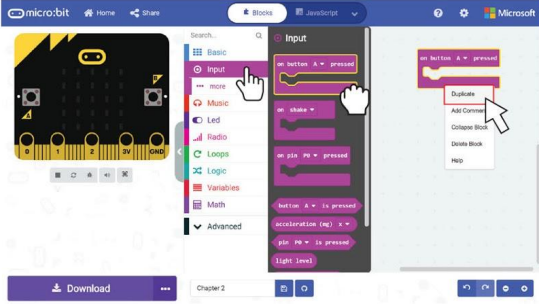 micro:bit
Home
Share
Blocks
JavaScript
Microsoft
Search...
Basic
Input
more
Music
Led
Radio
Loops
Logic
Variables
Math
Advanced
Input
on button A pressed
on shake
on pin P0 pressed
button A is pressed
acceleration (mg) x
pin P0 is pressed
light level
on button A pressed
Duplicate
Add Comment
Collapse Block
Delete Block
Help
A
B
0 1 2 3V GND
Download
Chapter 2